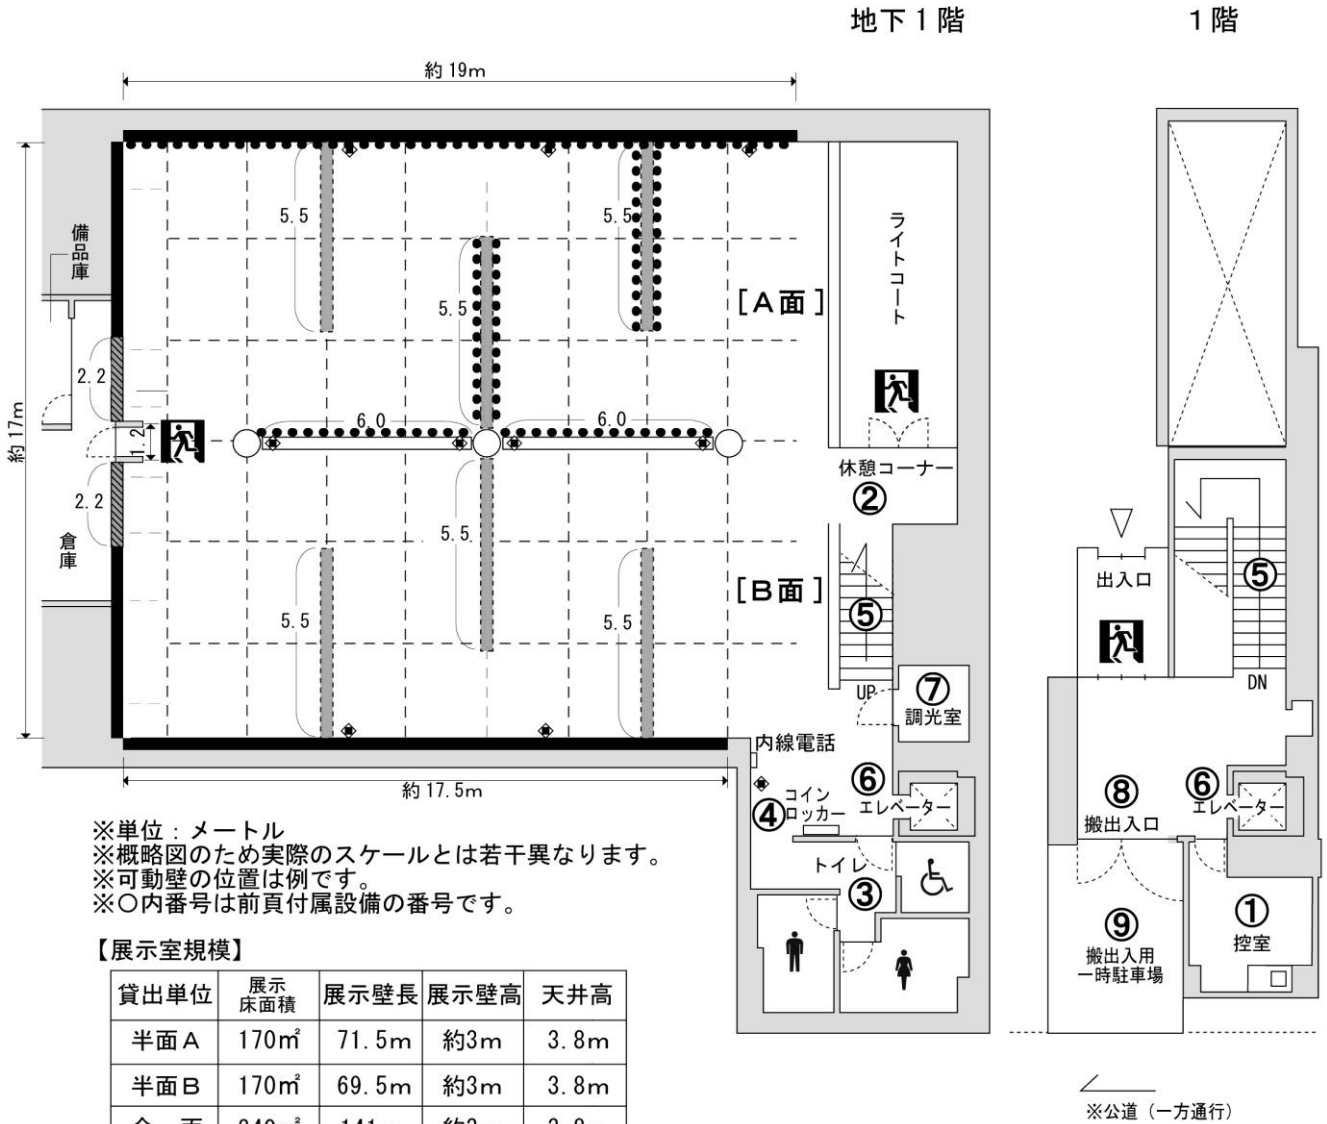 地下1階
1階
約19m
備品庫
5.5
5.5
5.5
[A面]
ライトコート
2.2
6.0
6.0
約17m
1.2
2.2
休憩コーナー
②
倉庫
5.5
[B面]
5.5
5.5
⑤
UP
⑦
調光室
内線電話
約17.5m
④
コイン
ロッカー
⑥
エレベーター
トイレ
③
出入口
⑤
DN
⑧
搬出入口
⑥
エレベーター
⑨
搬出入用
一時駐車場
①
控室
※公道(一方通行)
※単位:メートル
※概略図のため実際のスケールとは若干異なります。
※可動壁の位置は例です。
※○内番号は前頁付属設備の番号です。
【展示室規模】
貸出単位 展示床面積 展示壁長 展示壁高 天井高
半面A 170㎡ 71.5m 約3m 3.8m
半面B 170㎡ 69.5m 約3m 3.8m